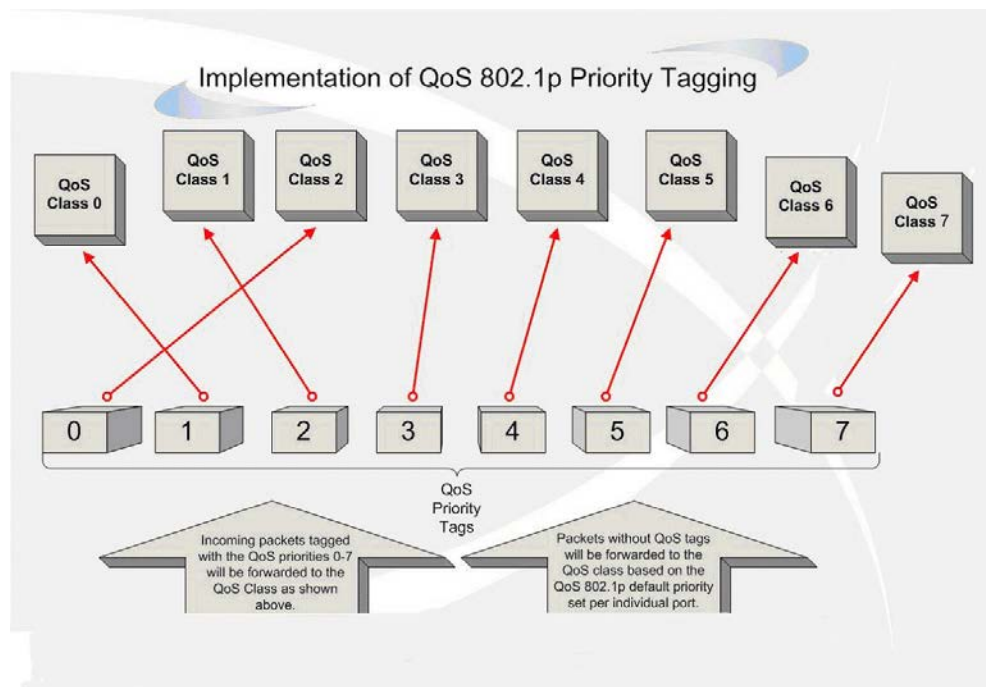 Implementation of QoS 802.1p Priority Tagging
QoS
Class 0
QoS
Class 1
QoS
Class 2
QoS
Class 3
QoS
Class 4
QoS
Class 5
QoS
Class 6
QoS
Class 7
0
1
2
3
4
5
6
7
QoS
Priority
Tags
Incoming packets tagged
with the QoS priorities 0-7
will be forwarded to the
QoS Class as shown
above.
Packets without QoS tags
will be forwarded to the
QoS class based on the
QoS 802.1p default priority
set per individual port.